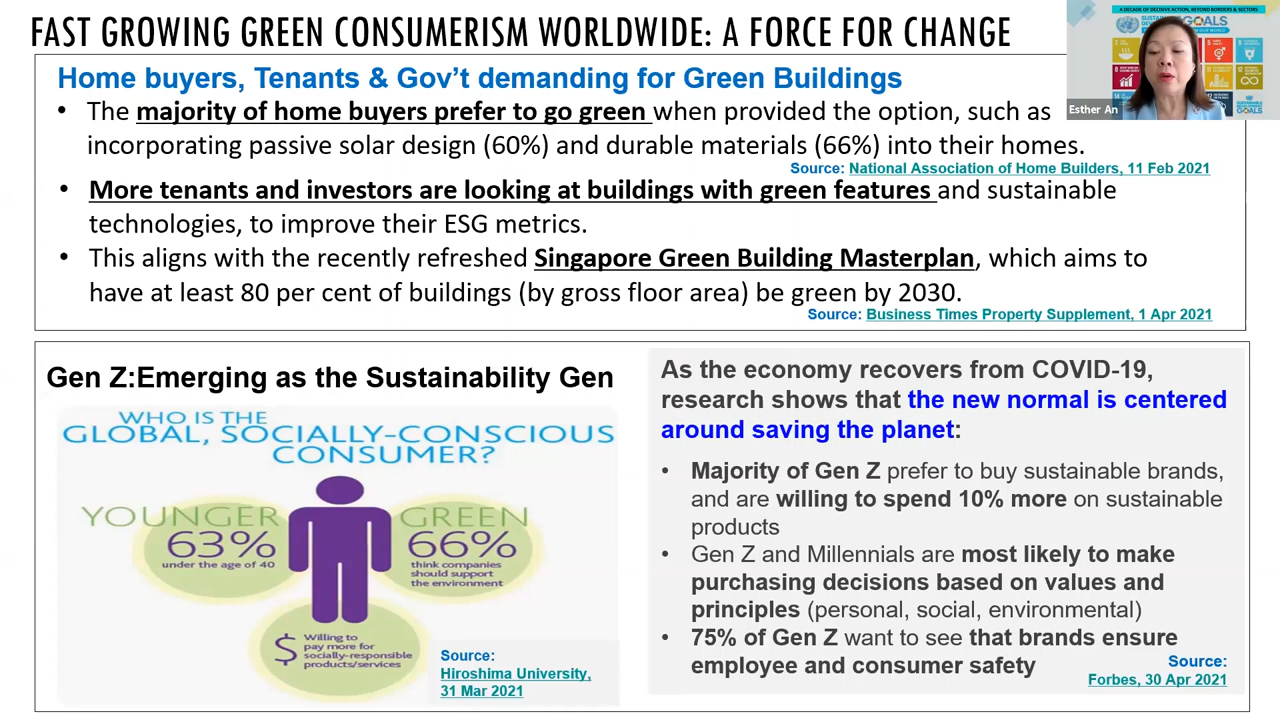 FAST GROWING GREEN CONSUMERISM WORLDWIDE: A FORCE FOR CHANGE
A DECADE OF DECISIVE ACTION, BEYOND BORDERS & SECTORS
GOALS
Esther An
Home buyers, Tenants & Gov't demanding for Green Buildings
• The majority of home buyers prefer to go green when provided the option, such as
incorporating passive solar design (60%) and durable materials (66%) into their homes.
Source: National Association of Home Builders, 11 Feb 2021
• More tenants and investors are looking at buildings with green features and sustainable
technologies, to improve their ESG metrics.
• This aligns with the recently refreshed Singapore Green Building Masterplan, which aims to
have at least 80 per cent of buildings (by gross floor area) be green by 2030.
Source: Business Times Property Supplement, 1 Apr 2021
Gen Z:Emerging as the Sustainability Gen
WHO IS THE
GLOBAL, SOCIALLY-CONSCIOUS
CONSUMER?
YOUNGER
63%
under the age of 40
GREEN
66%
think companies
should support
the environment
$ Willing to
pay more for
socially-responsible
products/services
Source:
Hiroshima University,
31 Mar 2021
As the economy recovers from COVID-19,
research shows that the new normal is centered
around saving the planet:
• Majority of Gen Z prefer to buy sustainable brands,
and are willing to spend 10% more on sustainable
products
• Gen Z and Millennials are most likely to make
purchasing decisions based on values and
principles (personal, social, environmental)
• 75% of Gen Z want to see that brands ensure
employee and consumer safety
Source:
Forbes, 30 Apr 2021